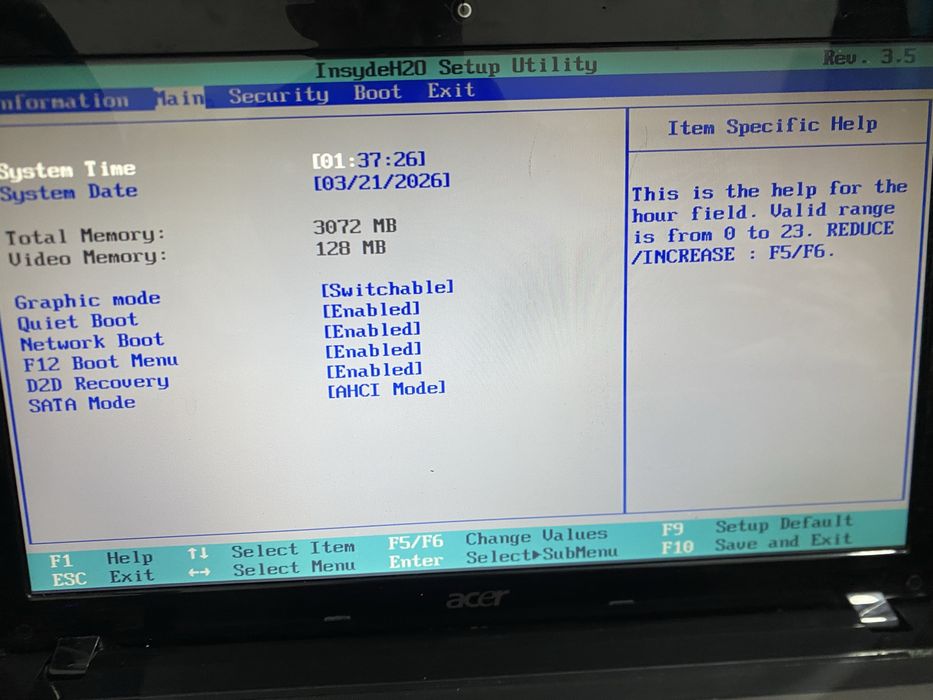 InsydeH2O Setup Utility Rev. 3.5
nformation Main Security Boot Exit
System Time [01:37:26]
System Date [03/21/2026]
Total Memory: 3072 MB
Video Memory: 128 MB
Graphic mode [Switchable]
Quiet Boot [Enabled]
Network Boot [Enabled]
F12 Boot Menu [Enabled]
D2D Recovery [Enabled]
SATA Mode [AHCI Mode]
Item Specific Help
This is the help for the
hour field. Valid range
is from 0 to 23. REDUCE
/INCREASE : F5/F6.
F1 Help ↑↓ Select Item F5/F6 Change Values F9 Setup Default
ESC Exit ←→ Select Menu Enter Select▶SubMenu F10 Save and Exit
acer